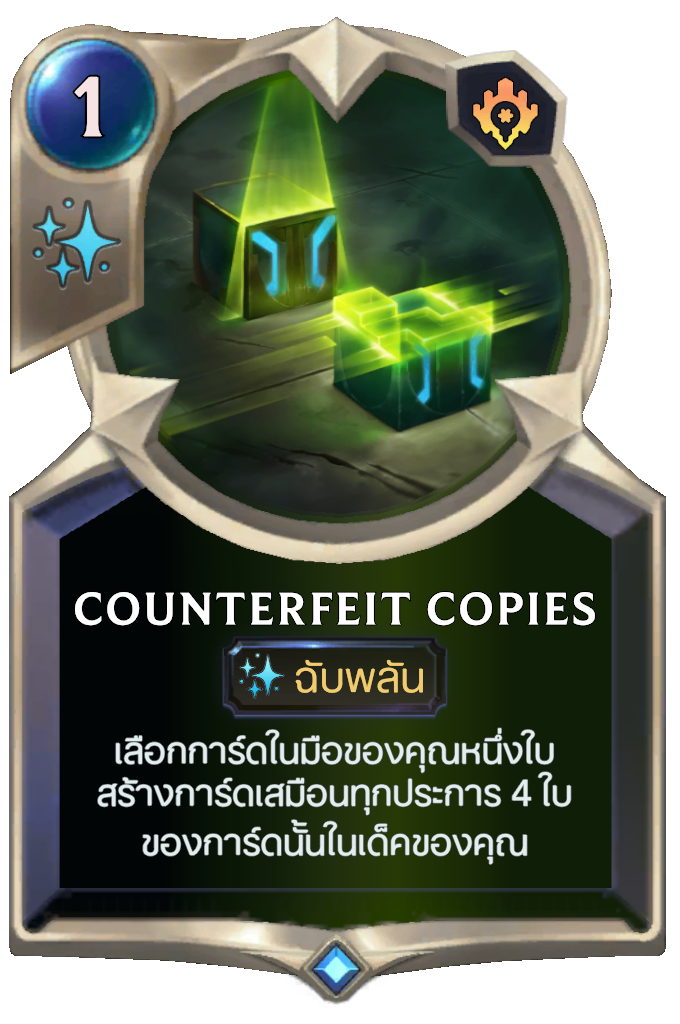 1
COUNTERFEIT COPIES
ฉับพลัน
เลือกการ์ดในมือของคุณหนึ่งใบ
สร้างการ์ดเสมือนทุกประการ 4 ใบ
ของการ์ดนั้นในเด็คของคุณ